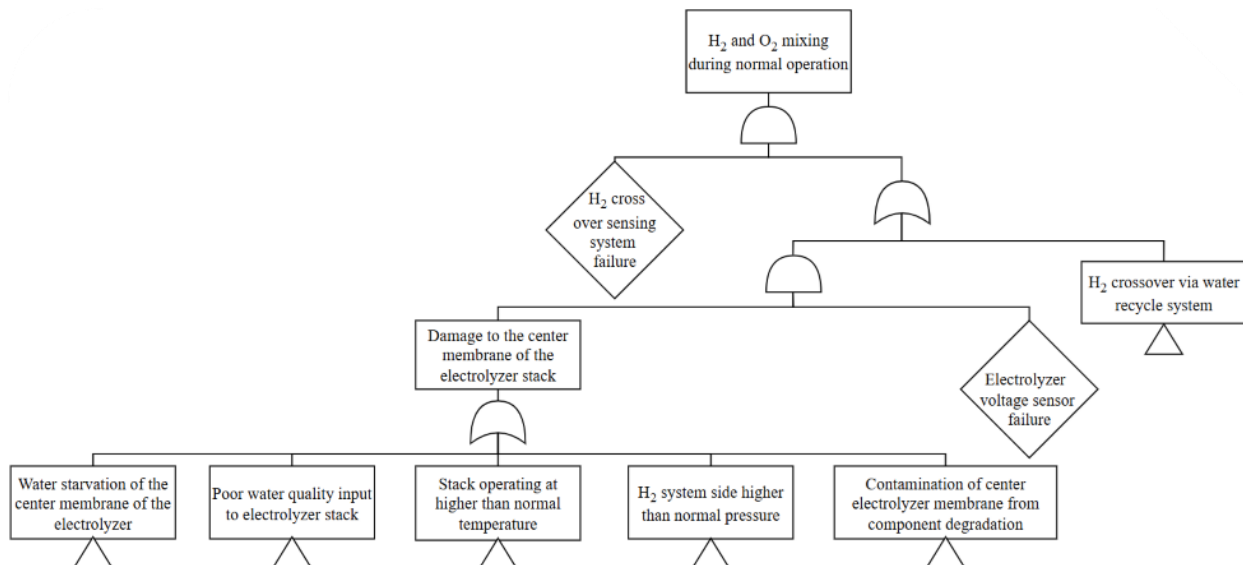 H₂ and O₂ mixing
during normal operation
H₂ cross
over sensing
system
failure
H₂ crossover via water
recycle system
Damage to the center
membrane of the
electrolyzer stack
Electrolyzer
voltage sensor
failure
Water starvation of the
center membrane of the
electrolyzer
Poor water quality input
to electrolyzer stack
Stack operating at
higher than normal
temperature
H₂ system side higher
than normal pressure
Contamination of center
electrolyzer membrane from
component degradation